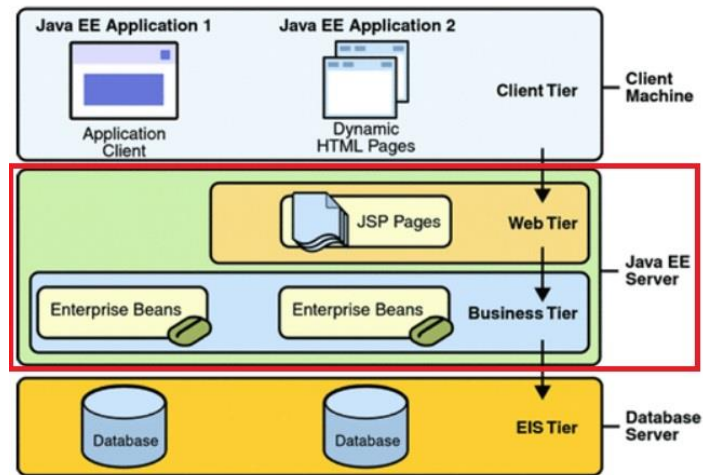 Java EE Application 1
Java EE Application 2
Application
Client
Dynamic
HTML Pages
Client Tier
Client
Machine
JSP Pages
Web Tier
Java EE
Server
Enterprise Beans
Enterprise Beans
Business Tier
Database
Database
EIS Tier
Database
Server